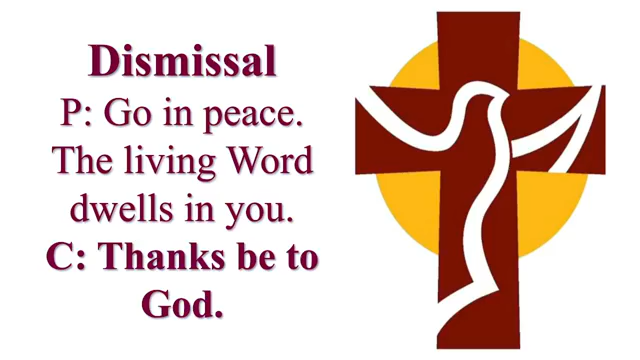 Dismissal
P: Go in peace.
The living Word
dwells in you.
C: Thanks be to
God.